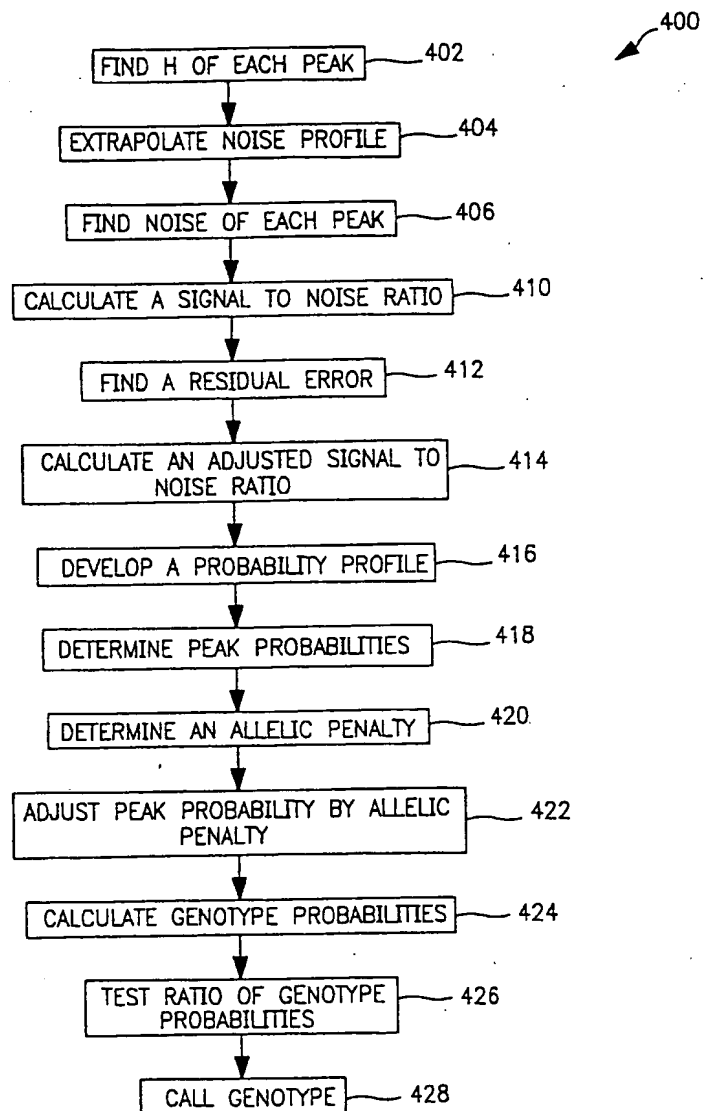 400
FIND H OF EACH PEAK 402
EXTRAPOLATE NOISE PROFILE 404
FIND NOISE OF EACH PEAK 406
CALCULATE A SIGNAL TO NOISE RATIO 410
FIND A RESIDUAL ERROR 412
CALCULATE AN ADJUSTED SIGNAL TO
NOISE RATIO 414
DEVELOP A PROBABILITY PROFILE 416
DETERMINE PEAK PROBABILITIES 418
DETERMINE AN ALLELIC PENALTY 420
ADJUST PEAK PROBABILITY BY ALLELIC
PENALTY 422
CALCULATE GENOTYPE PROBABILITIES 424
TEST RATIO OF GENOTYPE
PROBABILITIES 426
CALL GENOTYPE 428